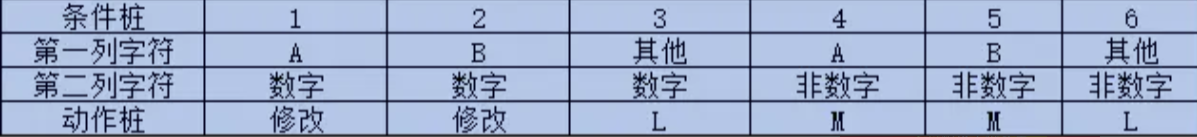 条件桩 1 2 3 4 5 6
第一列字符 A B 其他 A B 其他
第二列字符 数字 数字 数字 非数字 非数字 非数字
动作桩 修改 修改 L M M L